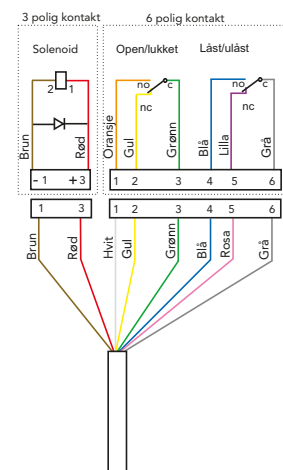 3 polig kontakt 6 polig kontakt
Solenoid Open/lukket Låst/ulåst
2 1 no c no c
nc nc
Brun Rød Oransje Gul Grønn Blå Lilla Grå
- 1 + 3 1 2 3 4 5 6
1 3 1 2 3 4 5 6
Brun Rød Hvit Gul Grønn Blå Rosa Grå